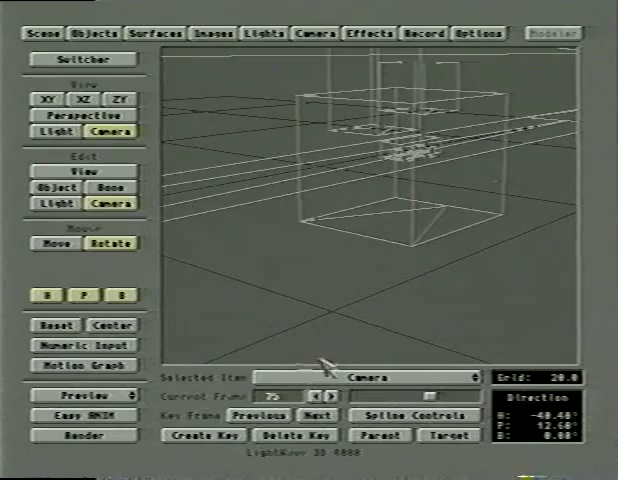 Scene Objects Surfaces Images Lights Camera Effects Record Options Modeler
Switcher
View
XY XZ ZY
Perspective
Light Camera
Edit
View
Object Bone
Light Camera
Mouse
Move Rotate
H P B
Reset Center
Numeric Input
Motion Graph
Selected Item Camera Grid: 20.0
Preview Current Frame 75 Direction
Easy ANIM Key Frame Previous Next Spline Controls H: -40.40°
P: 12.60°
Render Create Key Delete Key Parent Target B: 0.00°
LightWave 3D 4000